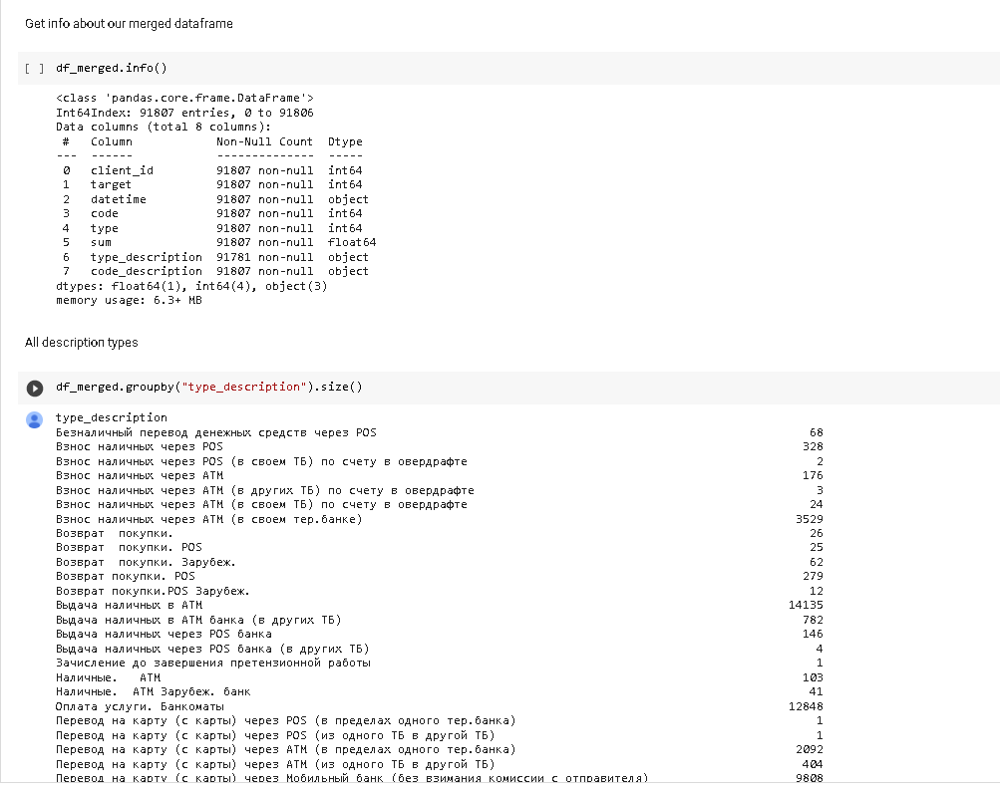 Get info about our merged dataframe
[ ] df_merged.info()
<class 'pandas.core.frame.DataFrame'>
Int64Index: 91807 entries, 0 to 91806
Data columns (total 8 columns):
 #   Column            Non-Null Count  Dtype
---  ------            --------------  -----
 0   client_id         91807 non-null  int64
 1   target            91807 non-null  int64
 2   datetime          91807 non-null  object
 3   code              91807 non-null  int64
 4   type              91807 non-null  int64
 5   sum               91807 non-null  float64
 6   type_description  91781 non-null  object
 7   code_description  91807 non-null  object
dtypes: float64(1), int64(4), object(3)
memory usage: 6.3+ MB
All description types
df_merged.groupby("type_description").size()
type_description
Безналичный перевод денежных средств через POS 68
Взнос наличных через POS 328
Взнос наличных через POS (в своем ТБ) по счету в овердрафте 2
Взнос наличных через АТМ 176
Взнос наличных через АТМ (в других ТБ) по счету в овердрафте 3
Взнос наличных через АТМ (в своем ТБ) по счету в овердрафте 24
Взнос наличных через АТМ (в своем тер.банке) 3529
Возврат  покупки. 26
Возврат  покупки. POS 25
Возврат  покупки. Зарубеж. 62
Возврат покупки. POS 279
Возврат покупки.POS Зарубеж. 12
Выдача наличных в АТМ 14135
Выдача наличных в АТМ банка (в других ТБ) 782
Выдача наличных через POS банка 146
Выдача наличных через POS банка (в других ТБ) 4
Зачисление до завершения претензионной работы 1
Наличные.   АТМ 103
Наличные.  АТМ Зарубеж. банк 41
Оплата услуги. Банкоматы 12848
Перевод на карту (с карты) через POS (в пределах одного тер.банка) 1
Перевод на карту (с карты) через POS (из одного ТБ в другой ТБ) 1
Перевод на карту (с карты) через АТМ (в пределах одного тер.банка) 2092
Перевод на карту (с карты) через АТМ (из одного ТБ в другой ТБ) 404
Перевод на карту (с карты) через Мобильный банк (без взимания комиссии с отправителя) 9808